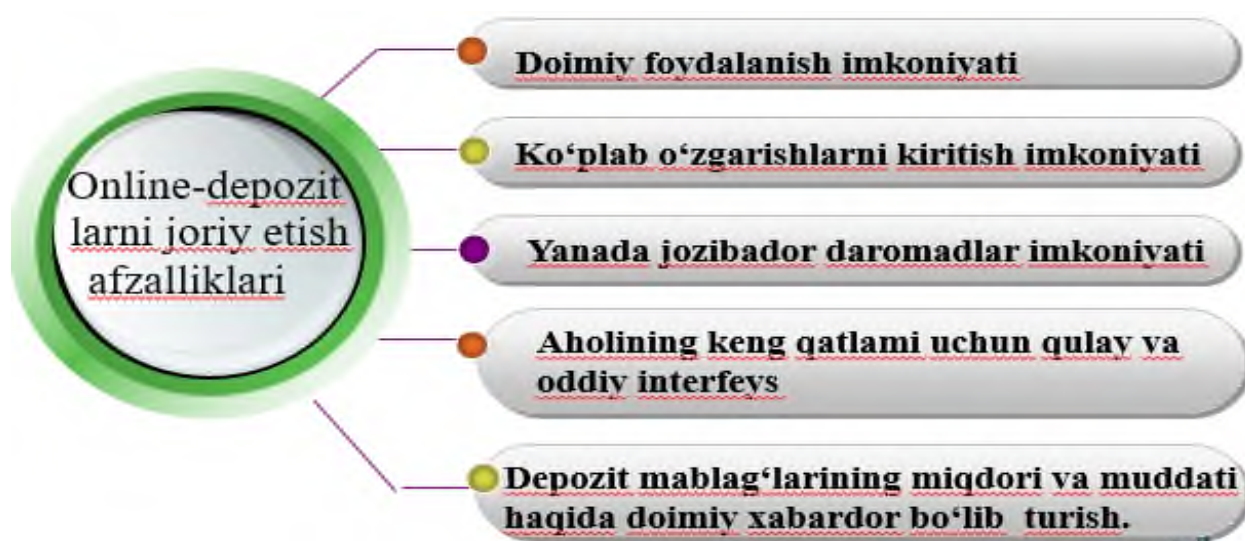 Online-depozit
larni joriy etish
afzalliklari
Doimiy foydalanish imkoniyati
Ko‘plab o‘zgarishlarni kiritish imkoniyati
Yanada jozibador daromadlar imkoniyati
Aholining keng qatlami uchun qulay va
oddiy interfeys
Depozit mablag‘larining miqdori va muddati
haqida doimiy xabardor bo‘lib turish.